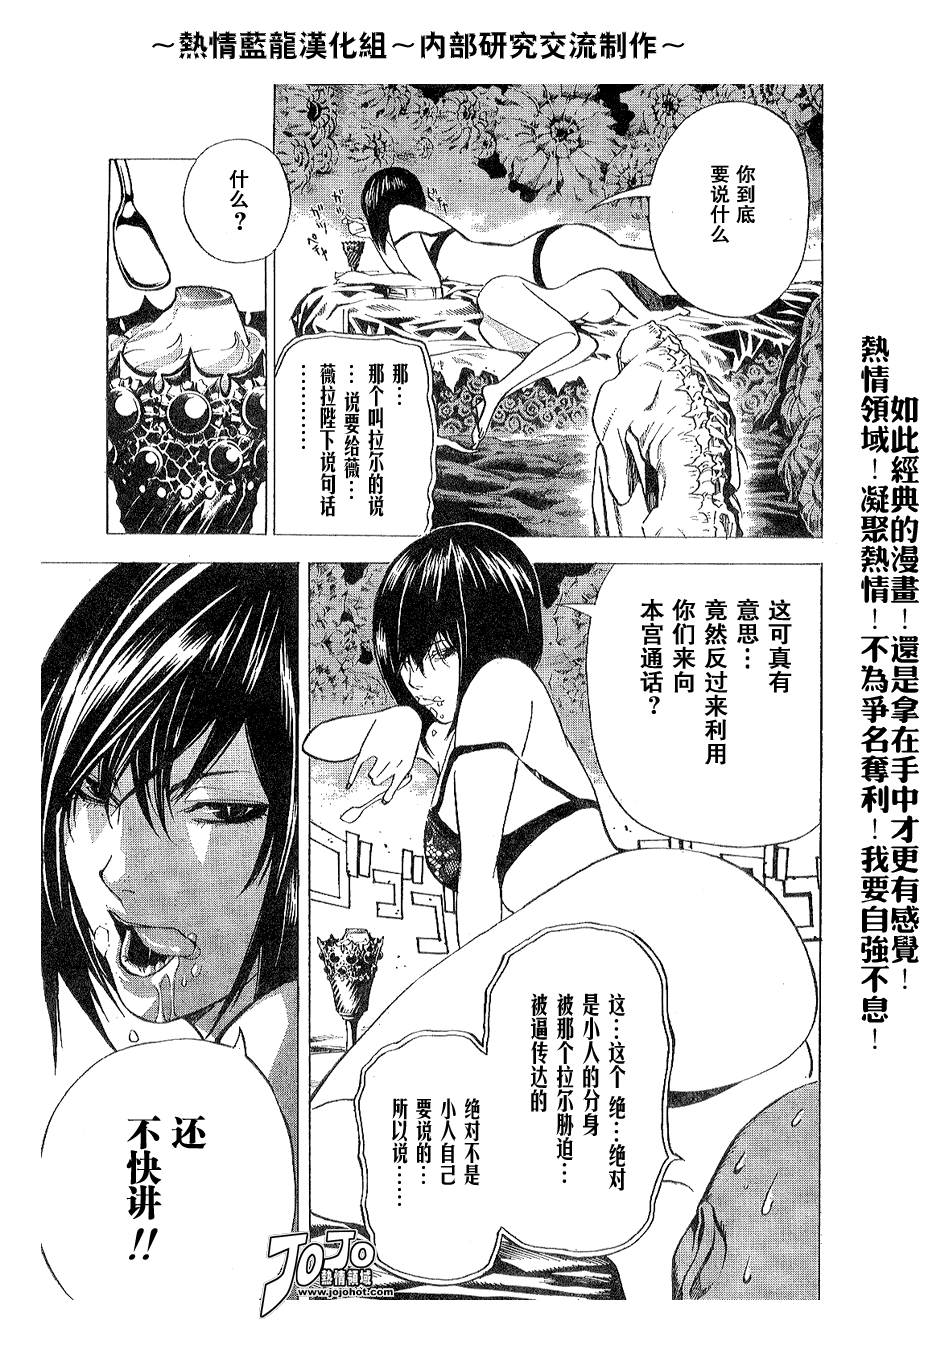 ～熱情藍龍漢化組～内部研究交流制作～
你到底
要说什么
什么？
那…
那个叫拉尔的说
…说要给薇…
薇拉陛下说句话
………
这可真有
意思…
竟然反过来利用
你们来向
本宫通话？
这…这个 绝…绝对
是小人的分身
被那个拉尔胁迫…
被逼传达的
绝对不是
小人自己
要说的…
所以说……
还
不快讲!!
如此經典的漫畫！還是拿在手中才更有感覺！
熱情領域！凝聚熱情！不為爭名奪利！我要自強不息！
JOJO
熱情領域
www.jojohot.com